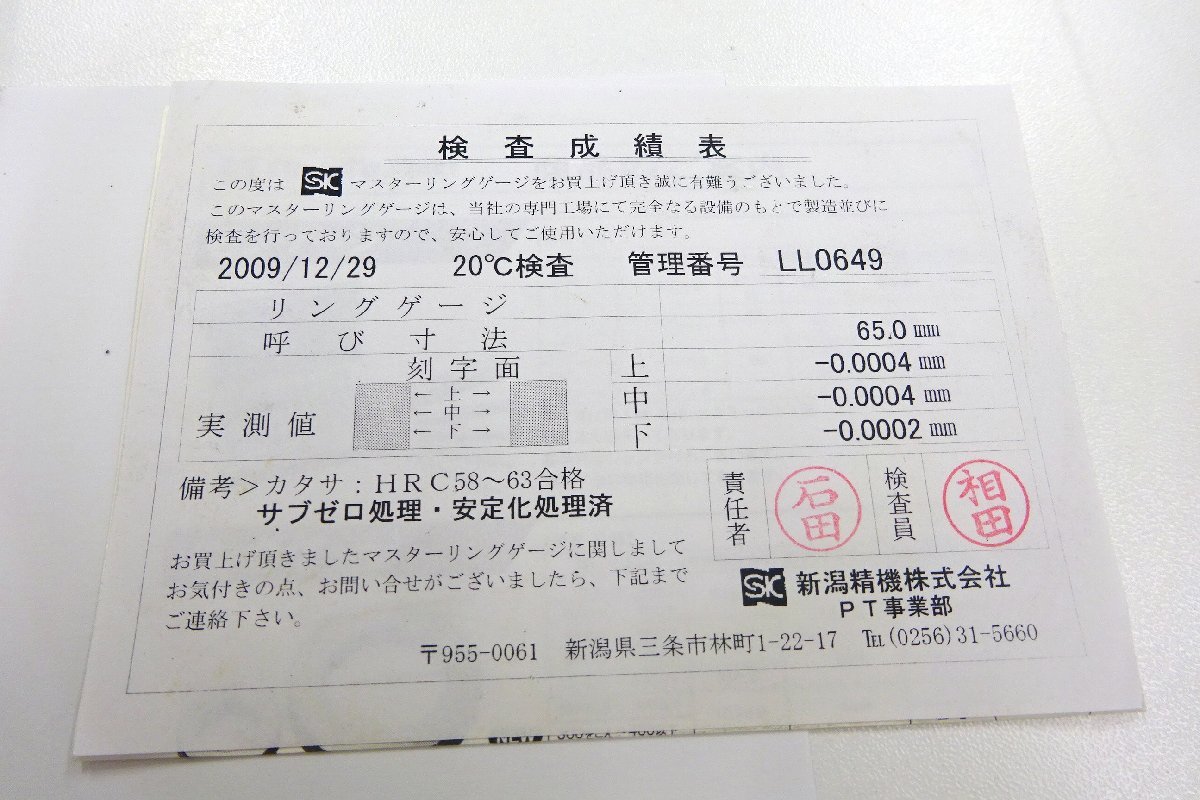 検査成績表
この度は SK マスターリングゲージをお買上げ頂き誠に有難うございました。
このマスターリングゲージは、当社の専門工場にて完全なる設備のもとで製造並びに
検査を行っておりますので、安心してご使用いただけます。
2009/12/29 20℃検査 管理番号 LL0649
リングゲージ
呼び寸法 65.0 mm
刻字面 上 -0.0004 mm
←上→
実測値 ←中→ 中 -0.0004 mm
←下→ 下 -0.0002 mm
備考＞カタサ：HRC58～63合格
サブゼロ処理・安定化処理済
責任者 石田 検査員 相田
お買上げ頂きましたマスターリングゲージに関しまして
お気付きの点、お問い合せがございましたら、下記まで
ご連絡下さい。
SK 新潟精機株式会社
PT事業部
〒955-0061 新潟県三条市林町1-22-17 TEL(0256)31-5660